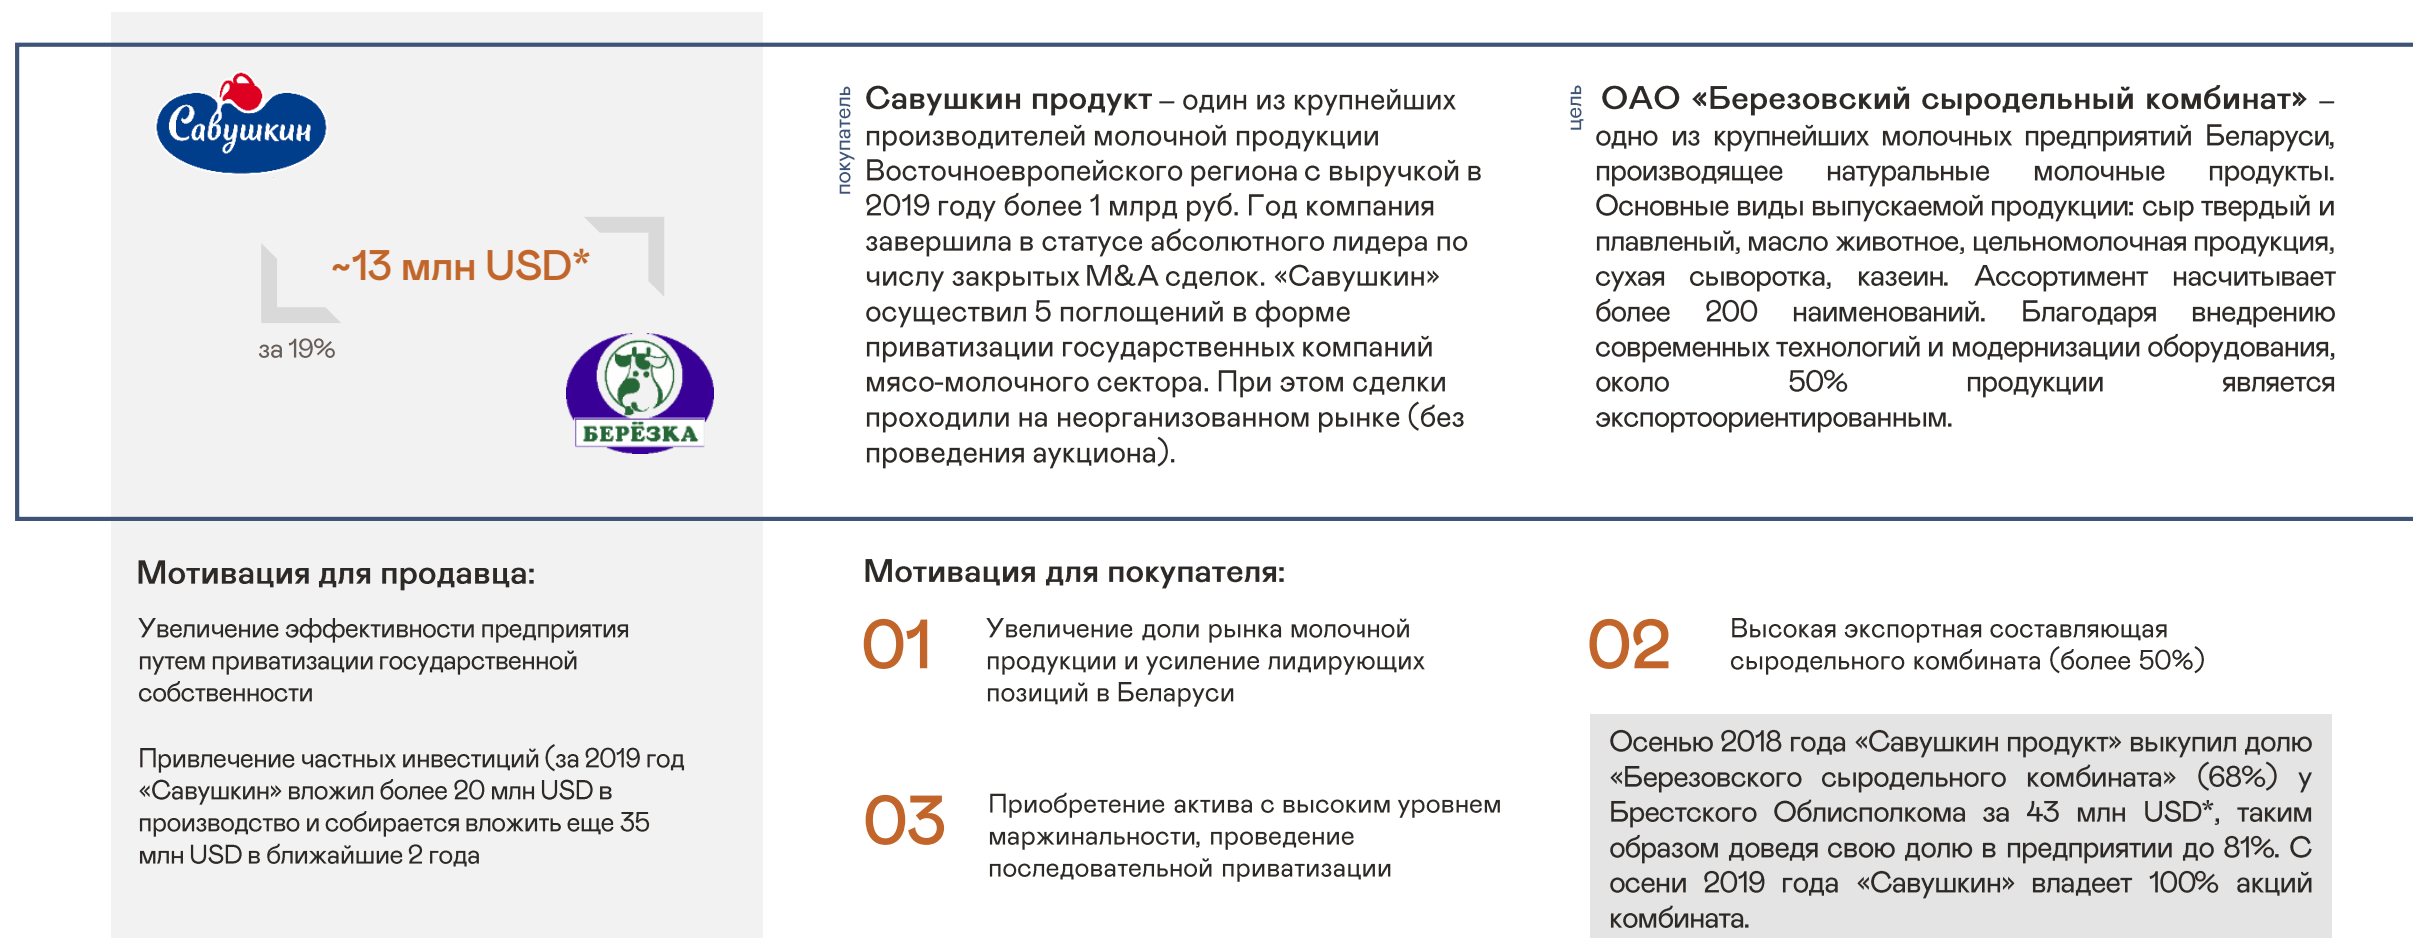 Савушкин
~13 млн USD*
за 19%
БЕРЁЗКА
покупатель
Савушкин продукт – один из крупнейших
производителей молочной продукции
Восточноевропейского региона с выручкой в
2019 году более 1 млрд руб. Год компания
завершила в статусе абсолютного лидера по
числу закрытых M&A сделок. «Савушкин»
осуществил 5 поглощений в форме
приватизации государственных компаний
мясо-молочного сектора. При этом сделки
проходили на неорганизованном рынке (без
проведения аукциона).
цель
ОАО «Березовский сыродельный комбинат» –
одно из крупнейших молочных предприятий Беларуси,
производящее натуральные молочные продукты.
Основные виды выпускаемой продукции: сыр твердый и
плавленый, масло животное, цельномолочная продукция,
сухая сыворотка, казеин. Ассортимент насчитывает
более 200 наименований. Благодаря внедрению
современных технологий и модернизации оборудования,
около 50% продукции является
экспортоориентированным.
Мотивация для продавца:
Увеличение эффективности предприятия
путем приватизации государственной
собственности
Привлечение частных инвестиций (за 2019 год
«Савушкин» вложил более 20 млн USD в
производство и собирается вложить еще 35
млн USD в ближайшие 2 года
Мотивация для покупателя:
01
Увеличение доли рынка молочной
продукции и усиление лидирующих
позиций в Беларуси
02
Высокая экспортная составляющая
сыродельного комбината (более 50%)
03
Приобретение актива с высоким уровнем
маржинальности, проведение
последовательной приватизации
Осенью 2018 года «Савушкин продукт» выкупил долю
«Березовского сыродельного комбината» (68%) у
Брестского Облисполкома за 43 млн USD*, таким
образом доведя свою долю в предприятии до 81%. С
осени 2019 года «Савушкин» владеет 100% акций
комбината.